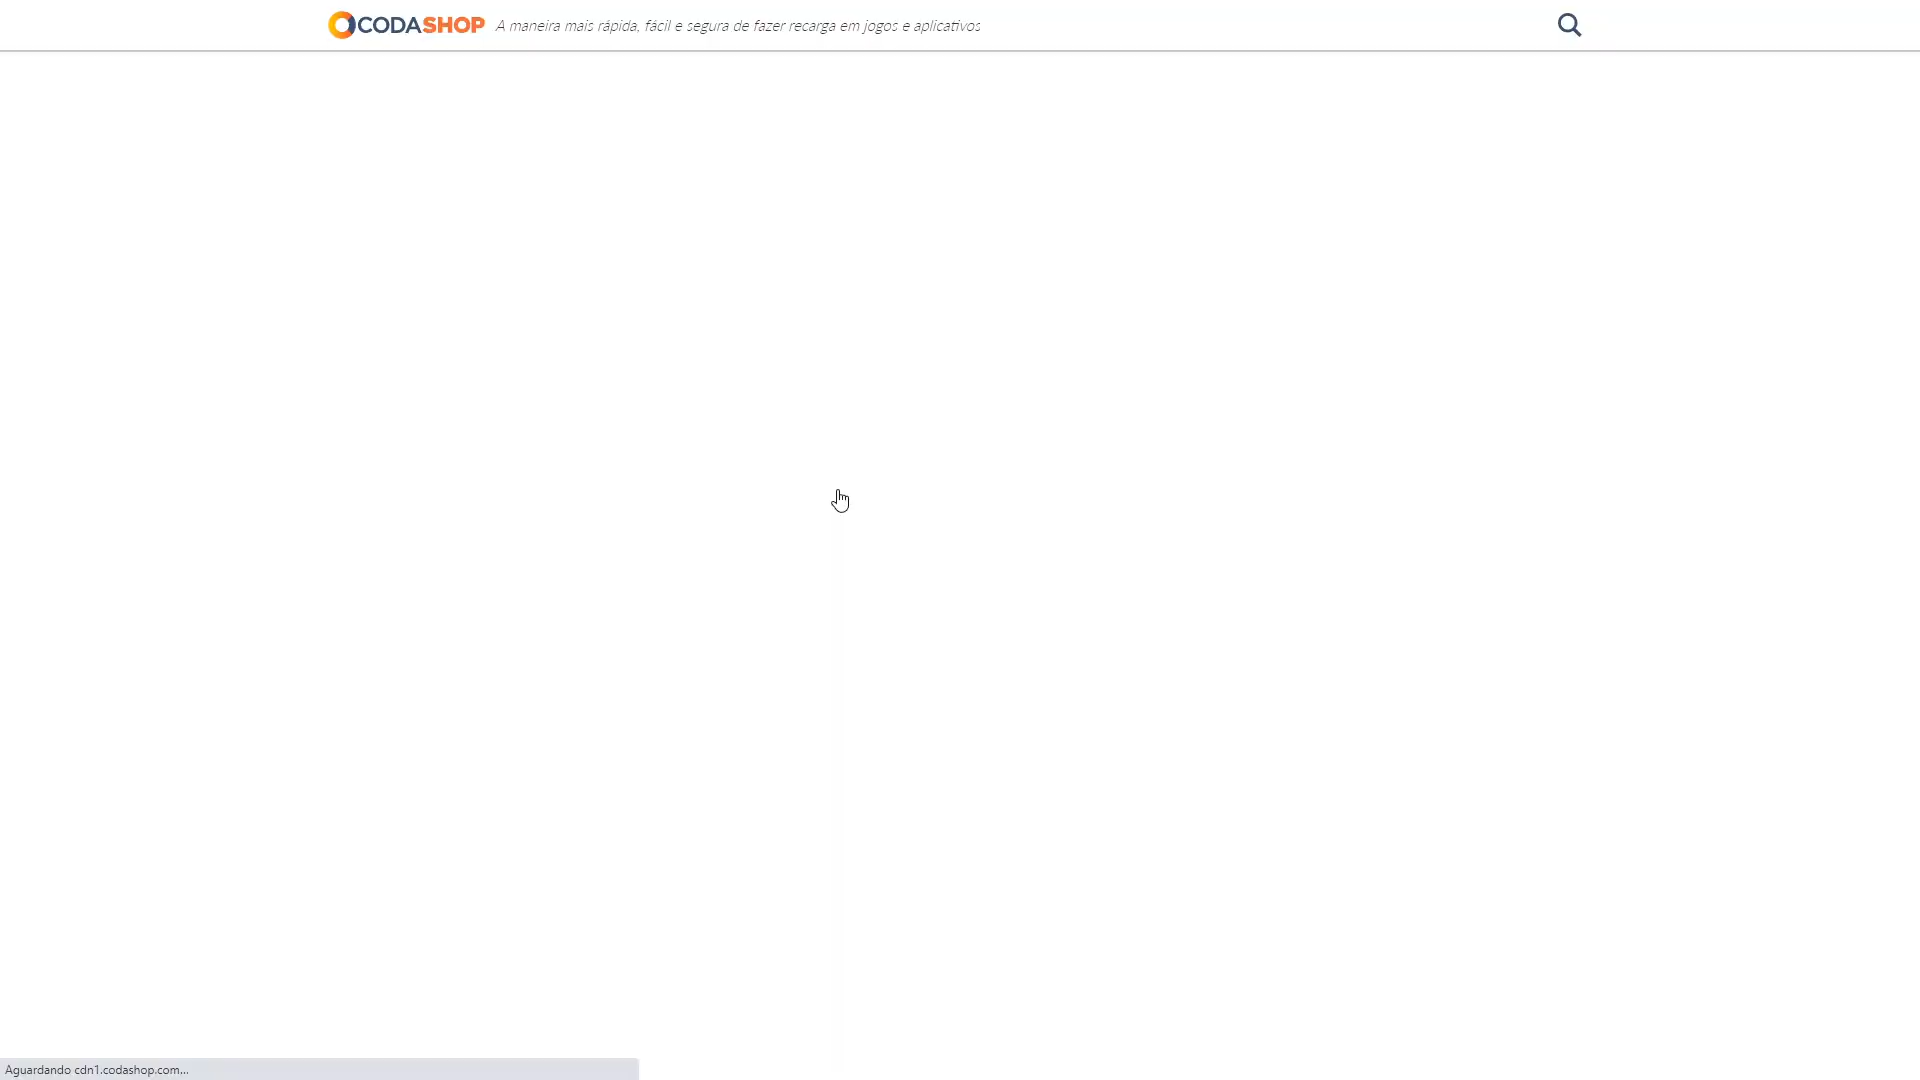 CODASHOP A maneira mais rápida, fácil e segura de fazer recarga em jogos e aplicativos
Aguardando cdn1.codashop.com...